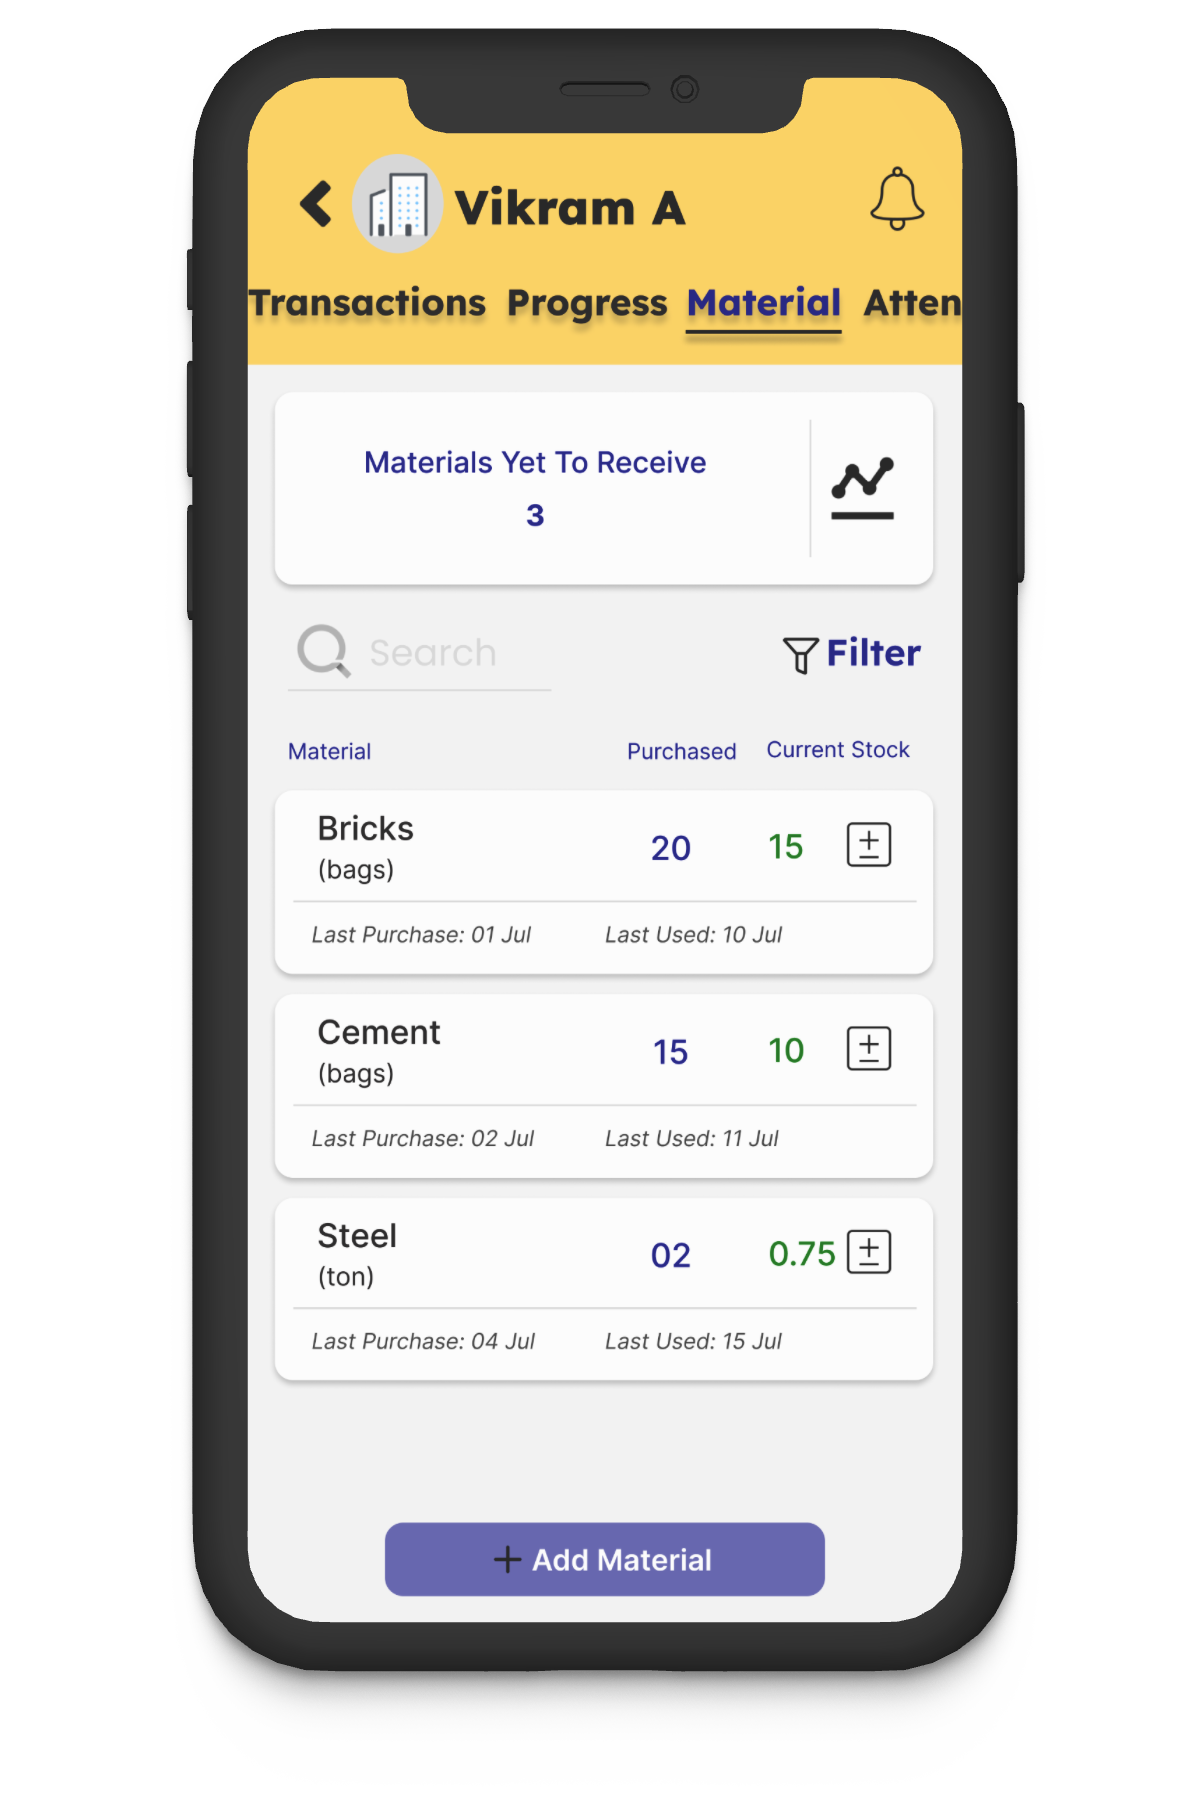 Vikram A
Transactions Progress Material Atten
Materials Yet To Receive
3
Search
Filter
Material Purchased Current Stock
Bricks
20 15
(bags)
Last Purchase: 01 Jul Last Used: 10 Jul
Cement
15 10
(bags)
Last Purchase: 02 Jul Last Used: 11 Jul
Steel
02 0.75
(ton)
Last Purchase: 04 Jul Last Used: 15 Jul
+ Add Material